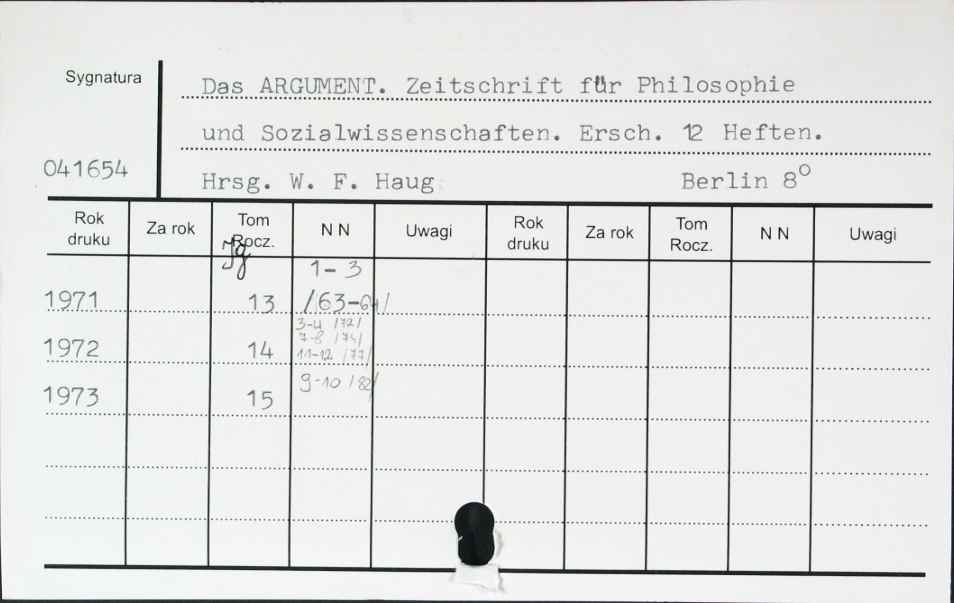 Sygnatura
Das ARGUMENT. Zeitschrift für Philosophie
und Sozialwissenschaften. Ersch. 12 Heften.
041654
Hrsg. W. F. Haug Berlin 8°
Rok druku Za rok Tom Rocz. N N Uwagi Rok druku Za rok Tom Rocz. N N Uwagi
Jg
1-3
1971 13 /63-64/
3-4 /72/
7-8 /74/
1972 14 11-12 /77/
9-10 /82/
1973 15